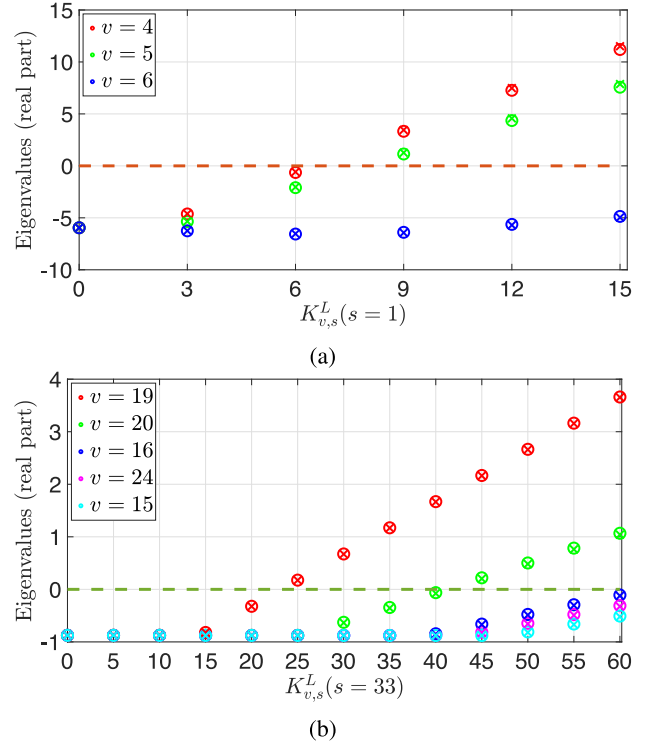 15
10
5
0
-5
-10
Eigenvalues (real part)
v = 4
v = 5
v = 6
0 3 6 9 12 15
K^L_{v,s}(s = 1)
(a)
4
3
2
1
0
-1
Eigenvalues (real part)
v = 19
v = 20
v = 16
v = 24
v = 15
0 5 10 15 20 25 30 35 40 45 50 55 60
K^L_{v,s}(s = 33)
(b)